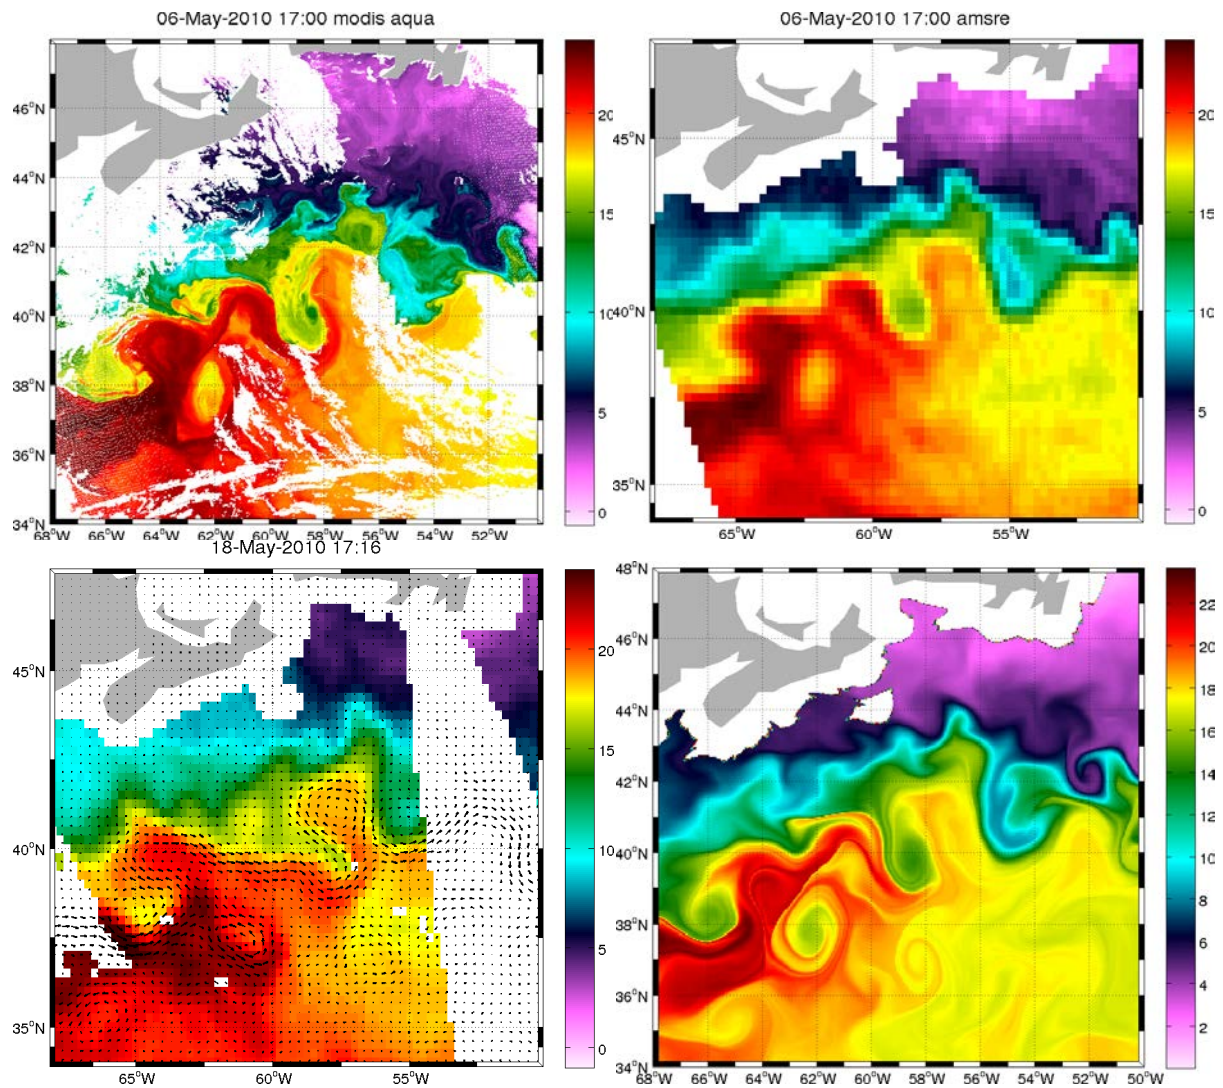 06-May-2010 17:00 modis aqua
46°N
44°N
42°N
40°N
38°N
36°N
34°N
68°W 66°W 64°W 62°W 60°W 58°W 56°W 54°W 52°W
20
15
10
5
0
06-May-2010 17:00 amsre
45°N
40°N
35°N
65°W 60°W 55°W
20
15
10
5
0
18-May-2010 17:16
45°N
40°N
35°N
65°W 60°W 55°W
20
15
10
5
0
48°N
46°N
44°N
42°N
40°N
38°N
36°N
34°N
68°W 66°W 64°W 62°W 60°W 58°W 56°W 54°W 52°W 50°W
22
20
18
16
14
12
10
8
6
4
2